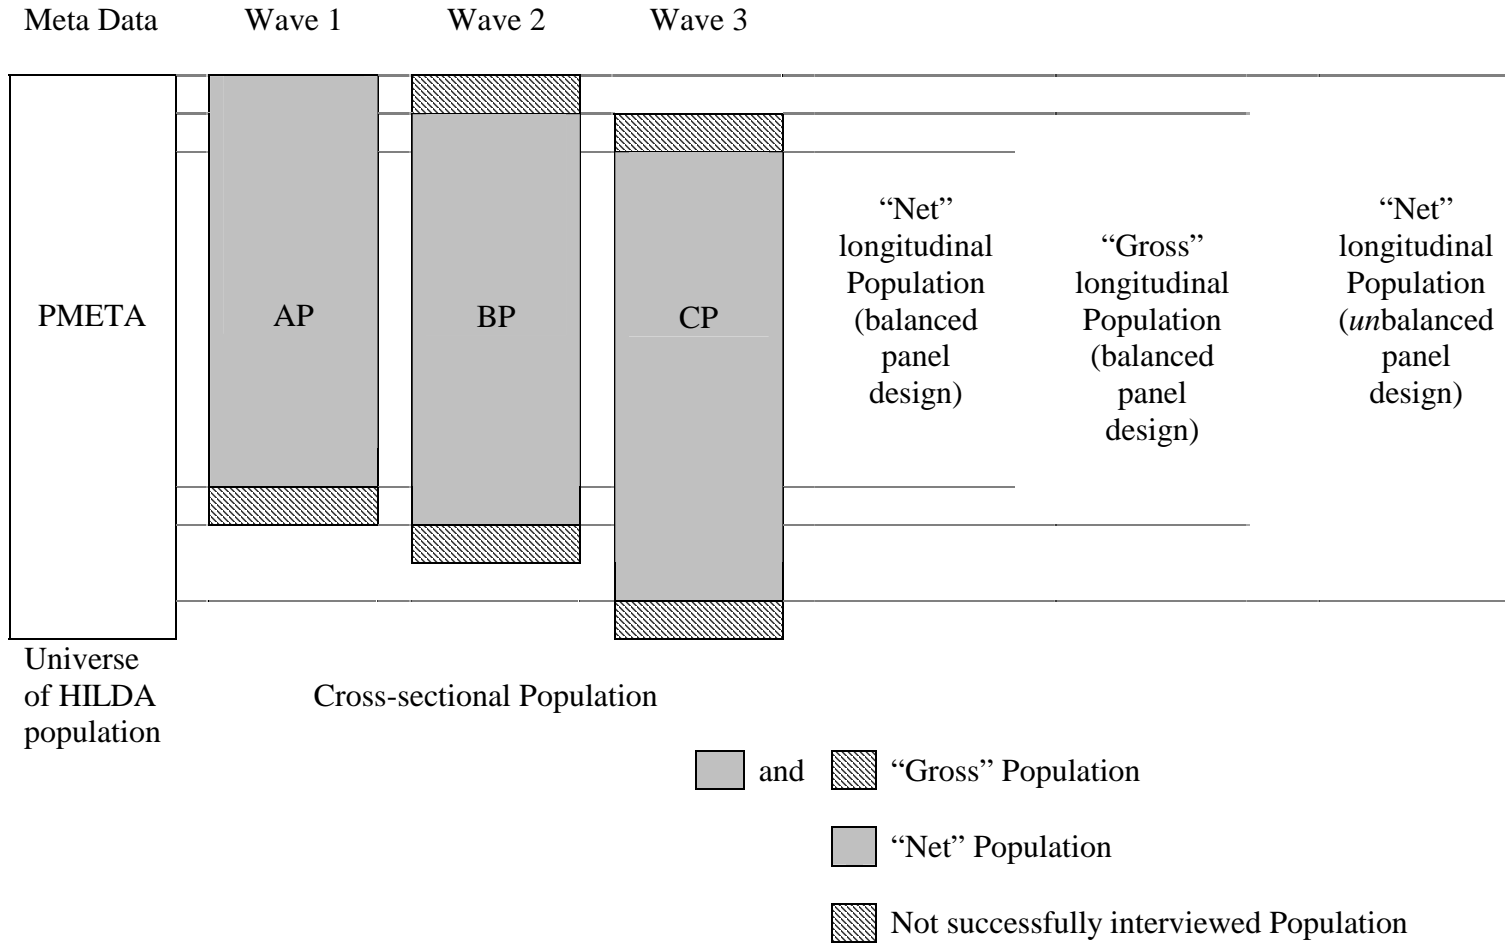 Meta Data
Wave 1
Wave 2
Wave 3
PMETA
AP
BP
CP
“Net”
longitudinal
Population
(balanced
panel
design)
“Gross”
longitudinal
Population
(balanced
panel
design)
“Net”
longitudinal
Population
(unbalanced
panel
design)
Universe
of HILDA
population
Cross-sectional Population
and
“Gross” Population
“Net” Population
Not successfully interviewed Population